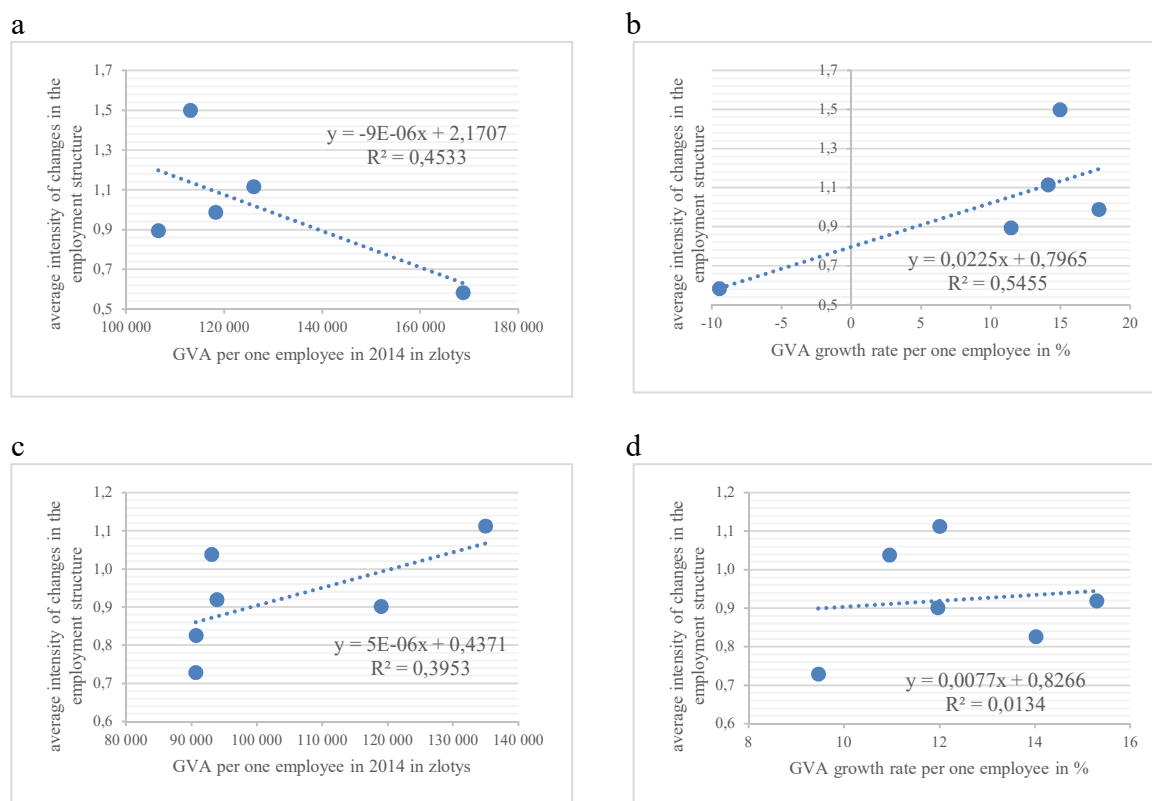 a
average intensity of changes in the
employment structure
1,7
1,5
1,3
1,1
0,9
0,7
0,5
y = -9E-06x + 2,1707
R² = 0,4533
100 000 120 000 140 000 160 000 180 000
GVA per one employee in 2014 in zlotys
b
average intensity of changes in the
employment structure
1,7
1,5
1,3
1,1
0,9
0,7
0,5
y = 0,0225x + 0,7965
R² = 0,5455
-10 -5 0 5 10 15 20
GVA growth rate per one employee in %
c
average intensity of changes in the
employment structure
1,2
1,1
1,0
0,9
0,8
0,7
0,6
y = 5E-06x + 0,4371
R² = 0,3953
80 000 90 000 100 000 110 000 120 000 130 000 140 000
GVA per one employee in 2014 in zlotys
d
average intensity of changes in the
employment structure
1,2
1,1
1,0
0,9
0,8
0,7
0,6
y = 0,0077x + 0,8266
R² = 0,0134
8 10 12 14 16
GVA growth rate per one employee in %